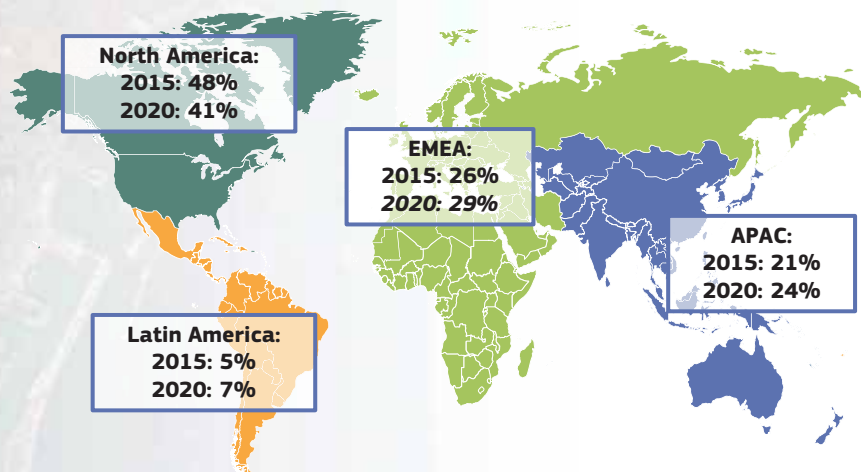 North America:
2015: 48%
2020: 41%
EMEA:
2015: 26%
2020: 29%
APAC:
2015: 21%
2020: 24%
Latin America:
2015: 5%
2020: 7%